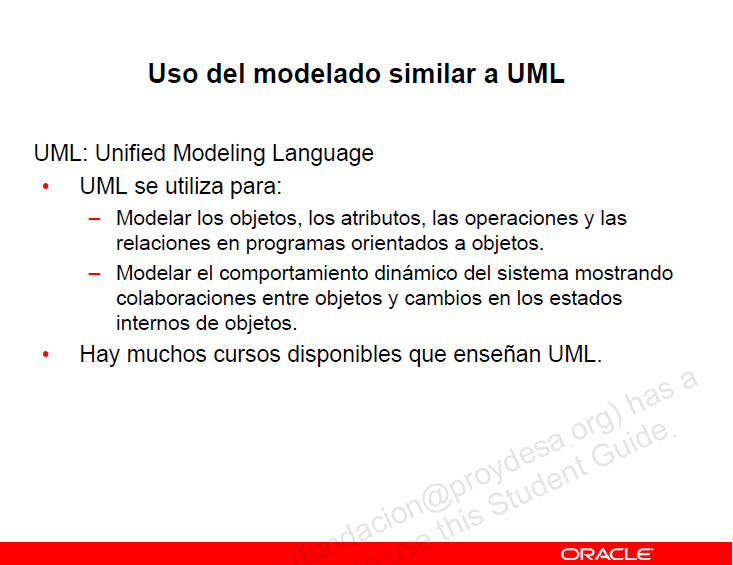 Uso del modelado similar a UML
UML: Unified Modeling Language
• UML se utiliza para:
– Modelar los objetos, los atributos, las operaciones y las
relaciones en programas orientados a objetos.
– Modelar el comportamiento dinámico del sistema mostrando
colaboraciones entre objetos y cambios en los estados
internos de objetos.
• Hay muchos cursos disponibles que enseñan UML.
(fundacion@proydesa.org) has a
to use this Student Guide.
ORACLE